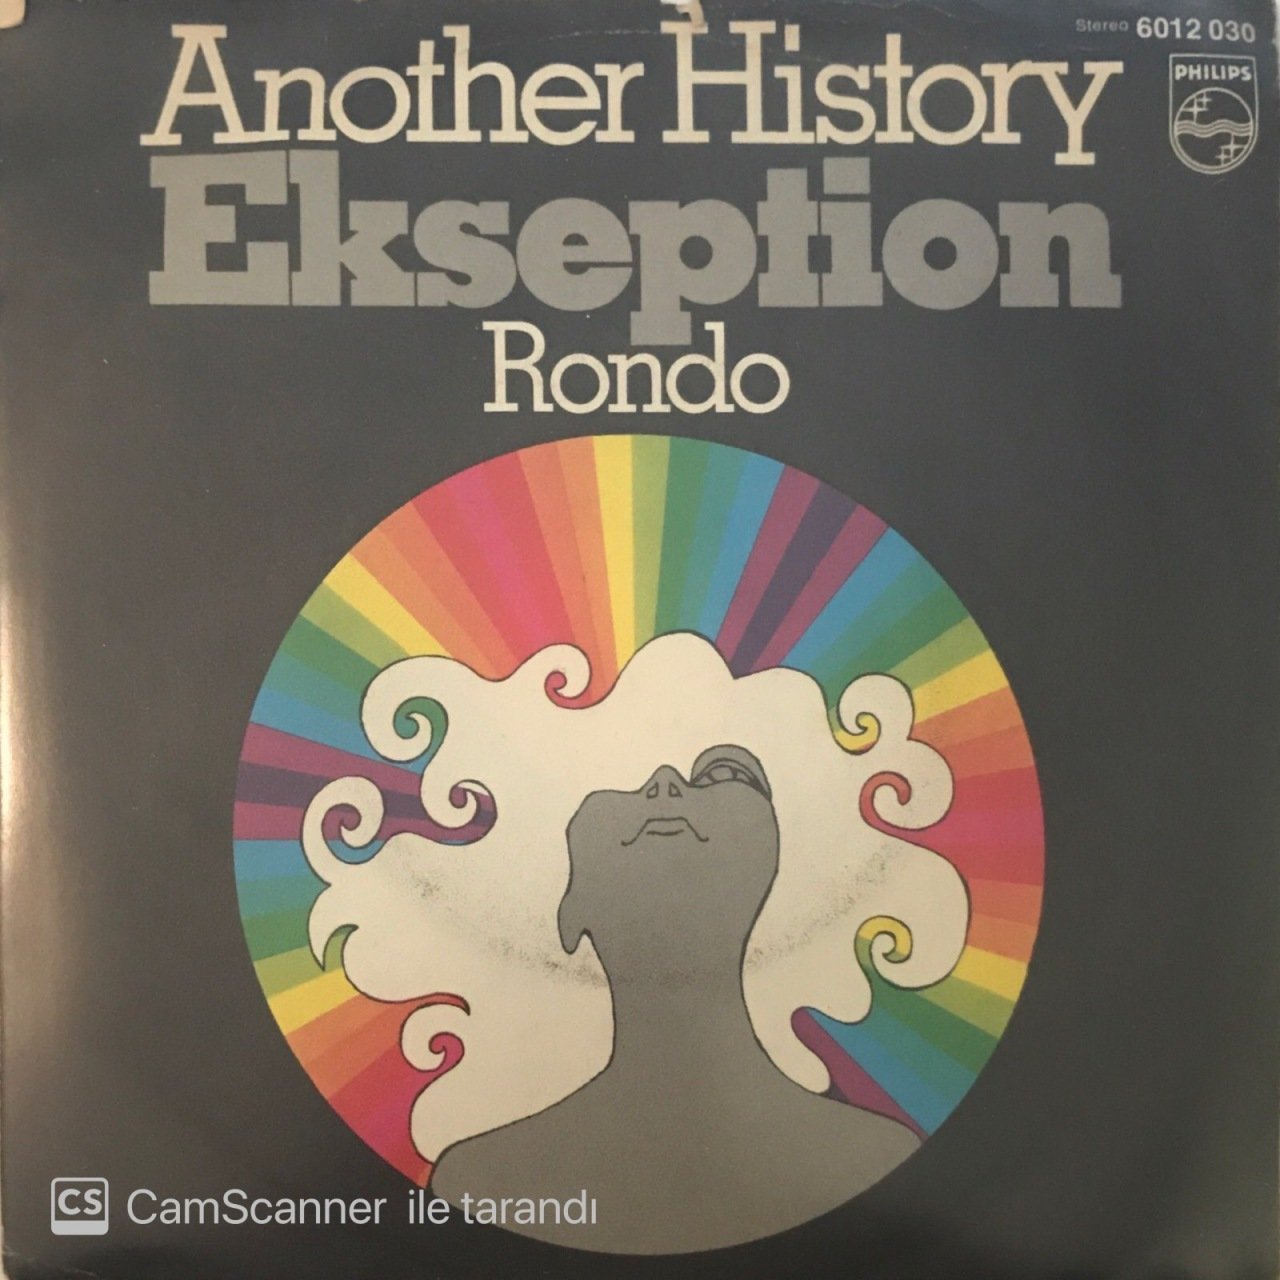 Stereo 6012 030
PHILIPS
Another History
Ekseption
Rondo
CS CamScanner ile tarandı